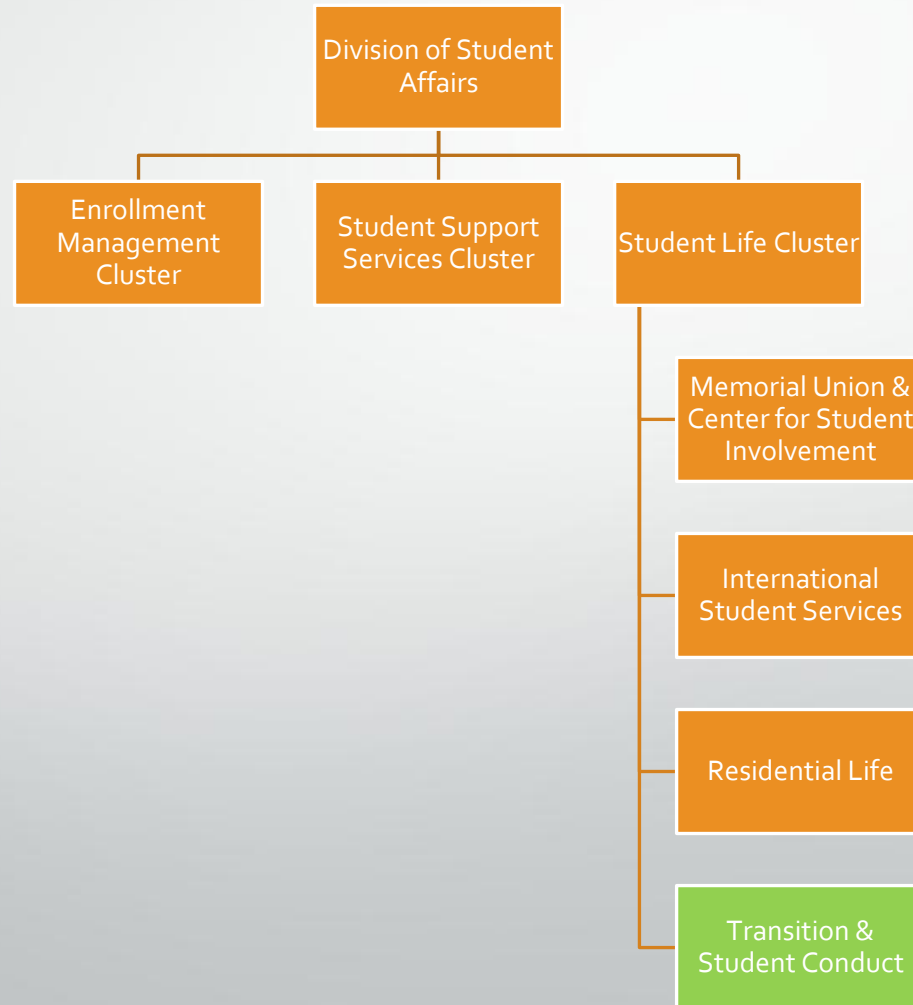 Division of Student
Affairs
Enrollment
Management
Cluster
Student Support
Services Cluster
Student Life Cluster
Memorial Union &
Center for Student
Involvement
International
Student Services
Residential Life
Transition &
Student Conduct